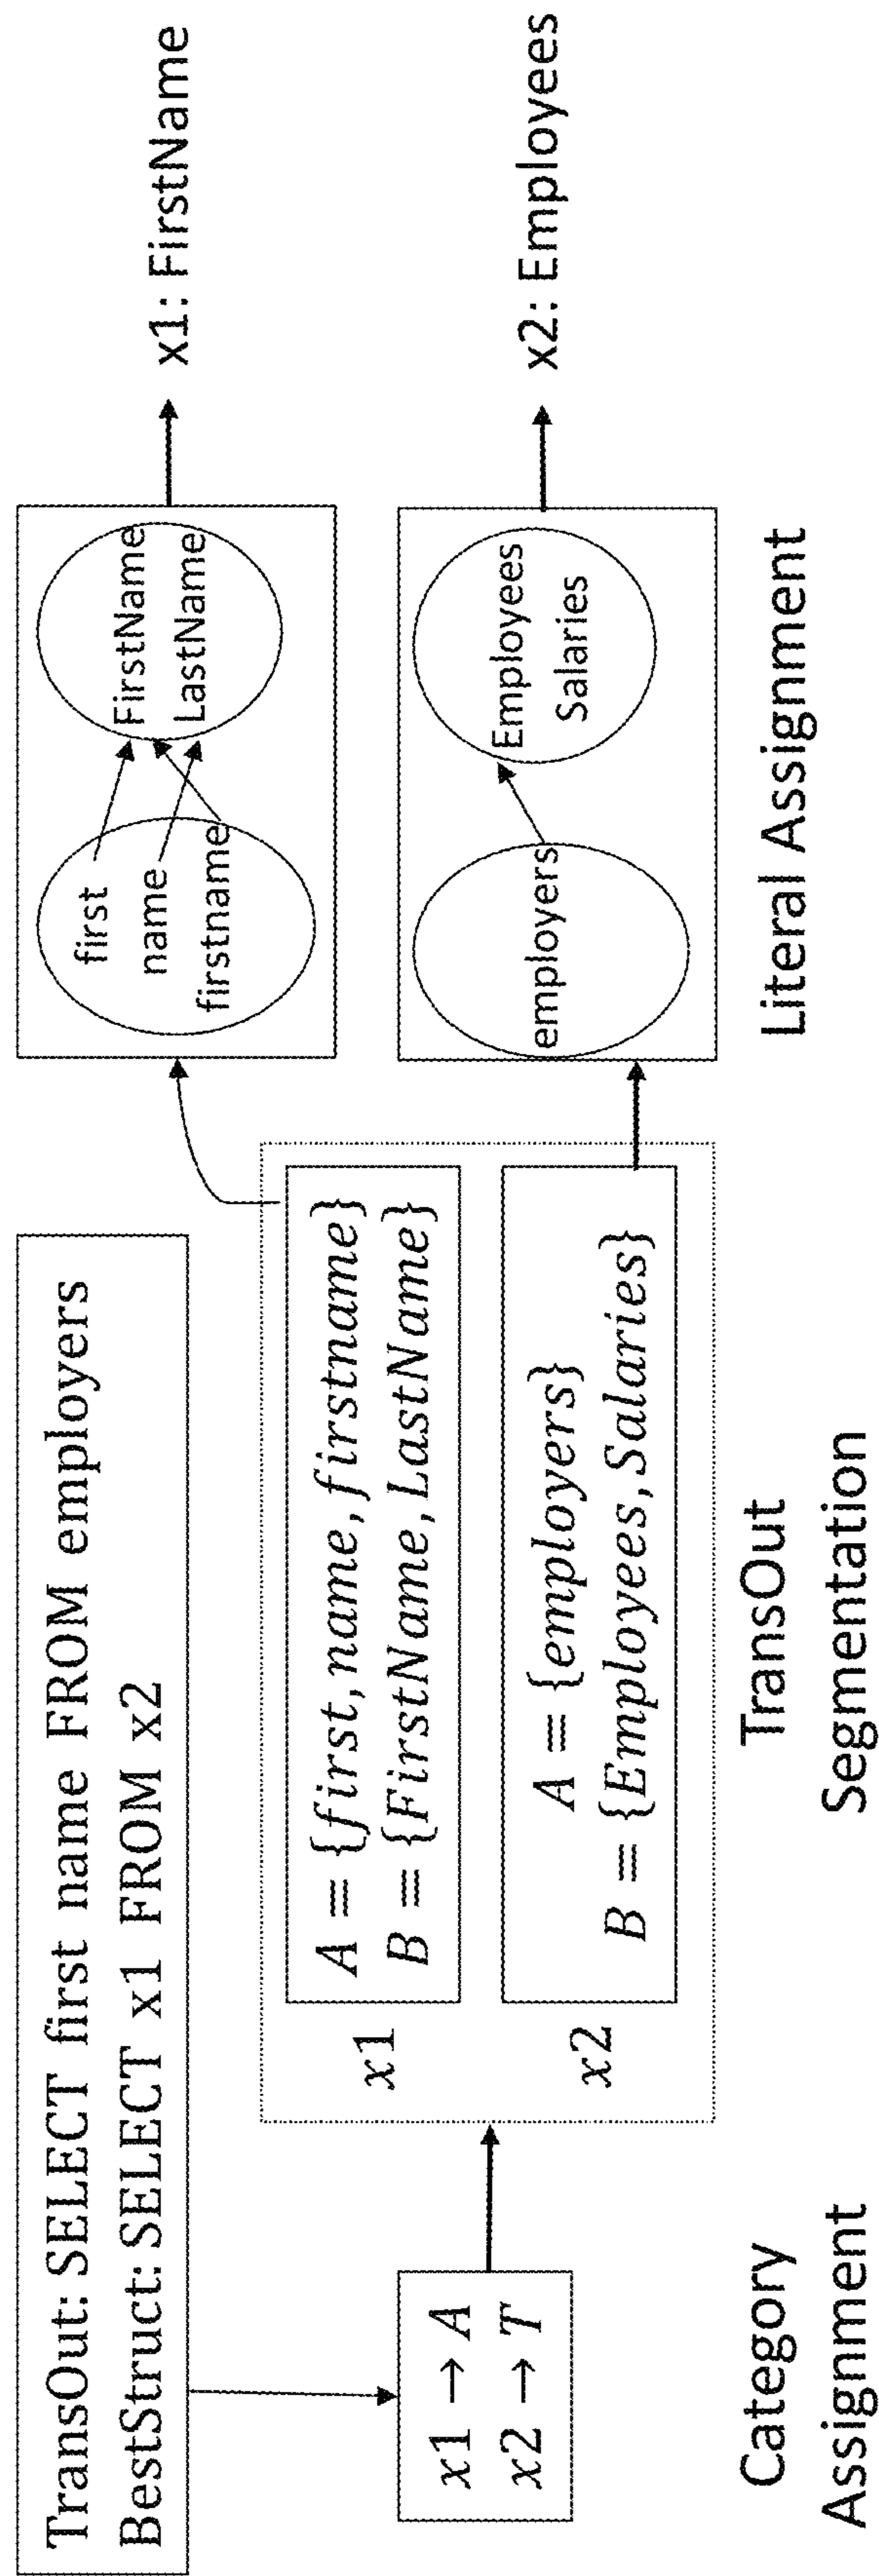 TransOut: SELECT first name FROM employers
BestStruct: SELECT x1 FROM x2
x1 → A
x2 → T
Category
Assignment
x1
A = {first, name, firstname}
B = {FirstName, LastName}
x2
A = {employers}
B = {Employees, Salaries}
TransOut
Segmentation
first
name
firstname
FirstName
LastName
employers
Employees
Salaries
Literal Assignment
x1: FirstName
x2: Employees